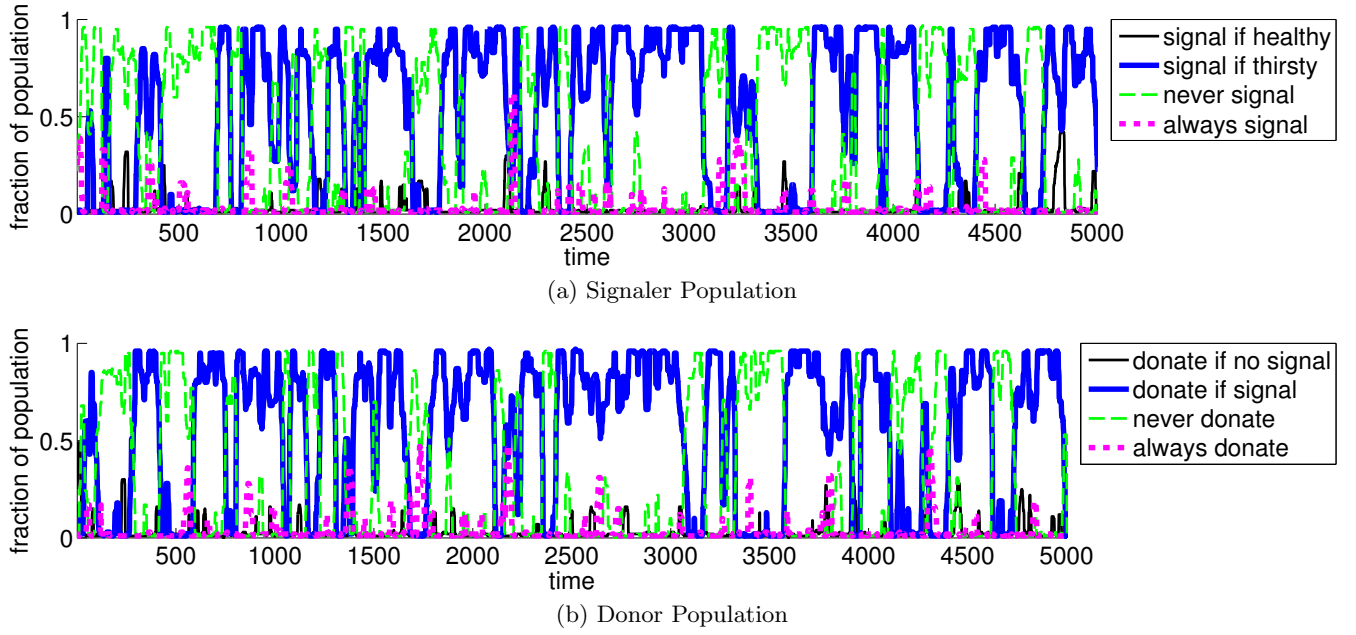 1
0.5
0
fraction of population
500 1000 1500 2000 2500 3000 3500 4000 4500 5000
time
signal if healthy
signal if thirsty
never signal
always signal
(a) Signaler Population
1
0.5
0
fraction of population
500 1000 1500 2000 2500 3000 3500 4000 4500 5000
time
donate if no signal
donate if signal
never donate
always donate
(b) Donor Population